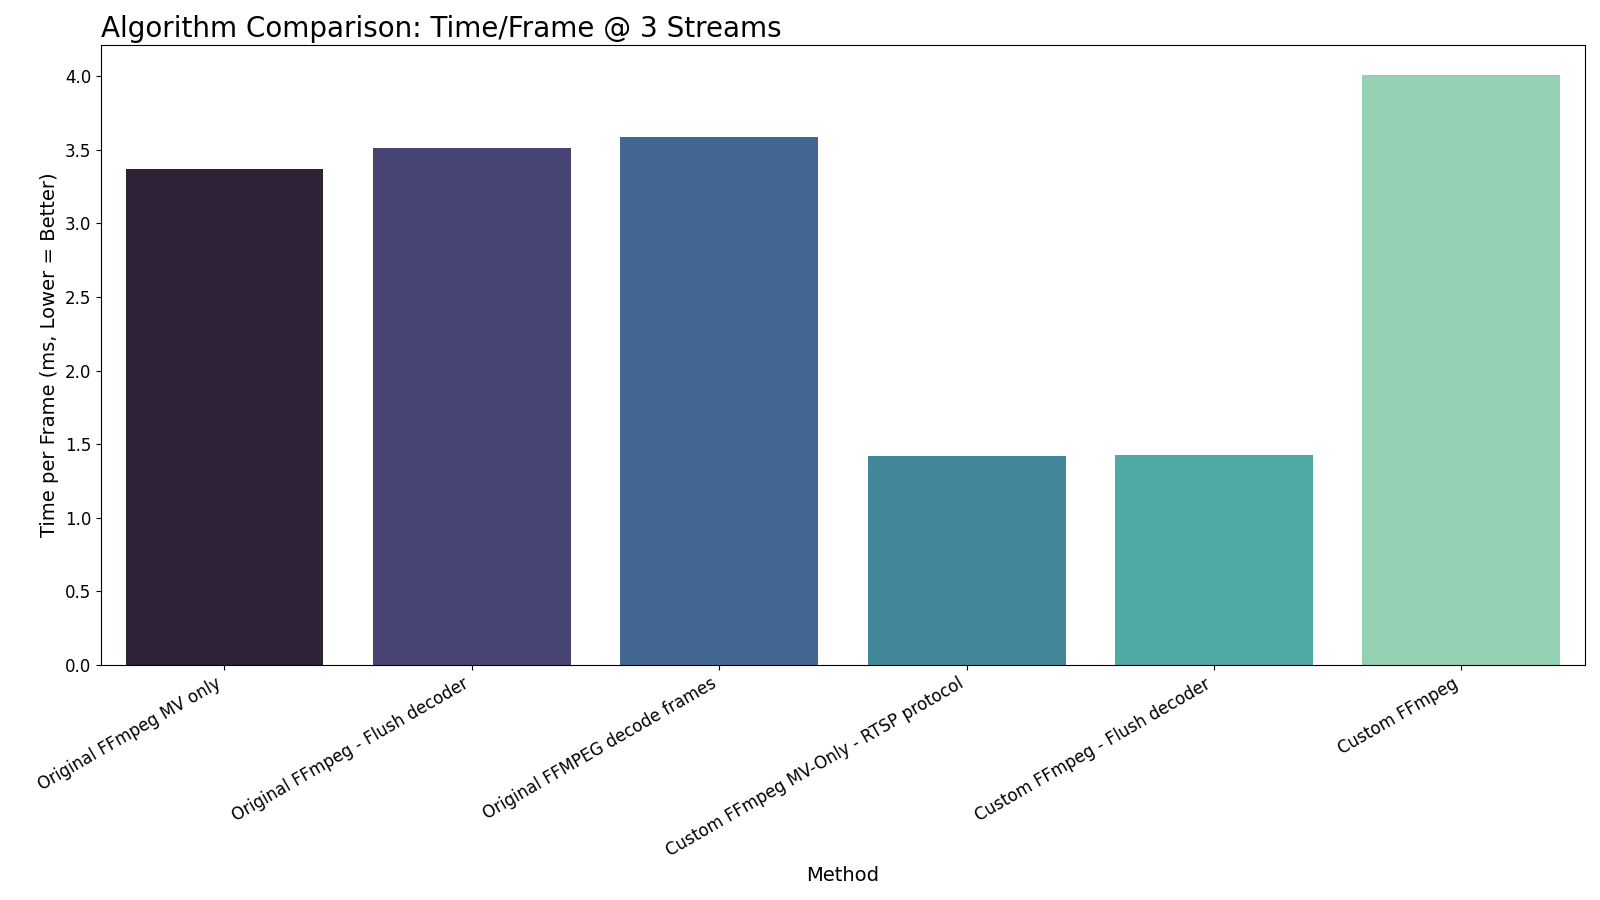 Algorithm Comparison: Time/Frame @ 3 Streams
Time per Frame (ms, Lower = Better)
4.0
3.5
3.0
2.5
2.0
1.5
1.0
0.5
0.0
Original FFmpeg MV only
Original FFmpeg - Flush decoder
Original FFMPEG decode frames
Custom FFmpeg MV-Only - RTSP protocol
Custom FFmpeg - Flush decoder
Custom FFmpeg
Method